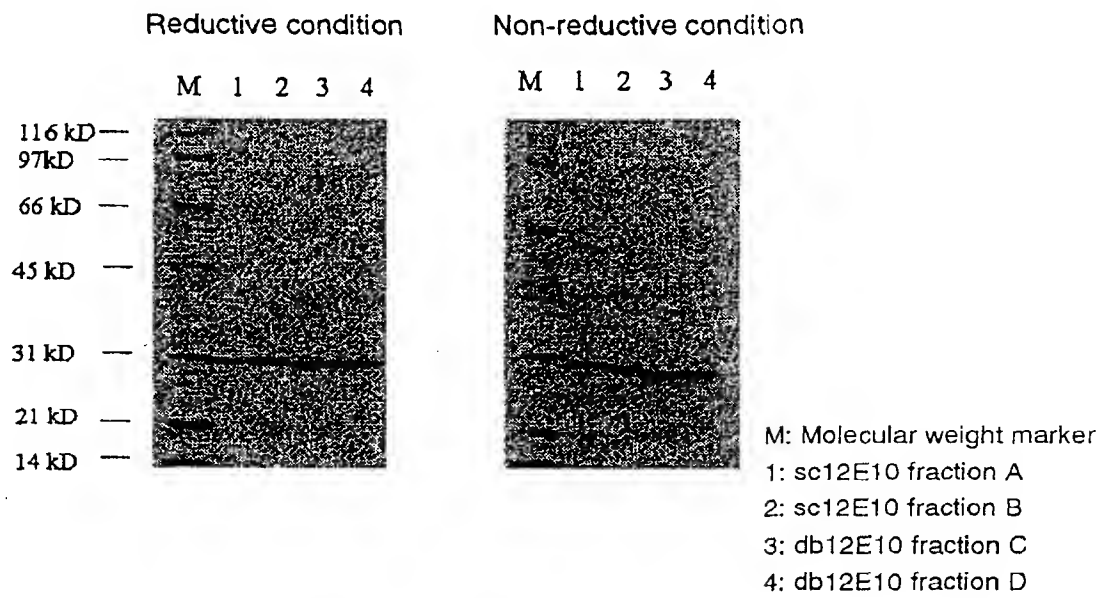 Reductive condition
Non-reductive condition
M 1 2 3 4
M 1 2 3 4
116 kD
97kD
66 kD
45 kD
31 kD
21 kD
14 kD
M: Molecular weight marker
1: sc12E10 fraction A
2: sc12E10 fraction B
3: db12E10 fraction C
4: db12E10 fraction D